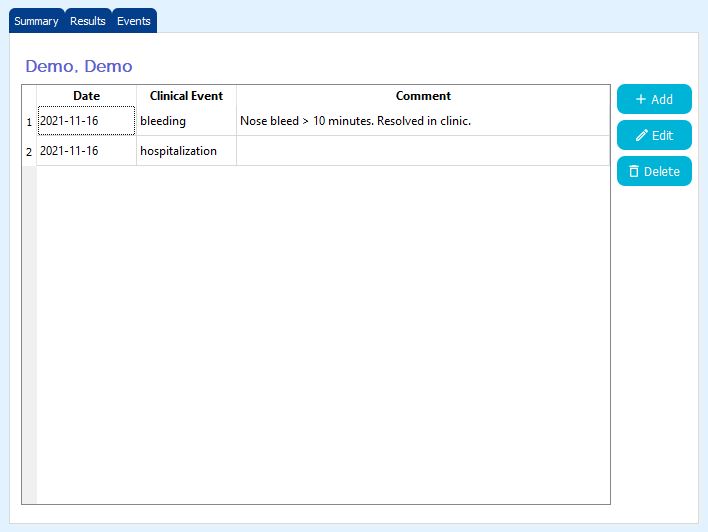 Summary Results Events
Demo, Demo
Date Clinical Event Comment
+ Add
1 2021-11-16 bleeding Nose bleed > 10 minutes. Resolved in clinic.
Edit
2 2021-11-16 hospitalization
Delete